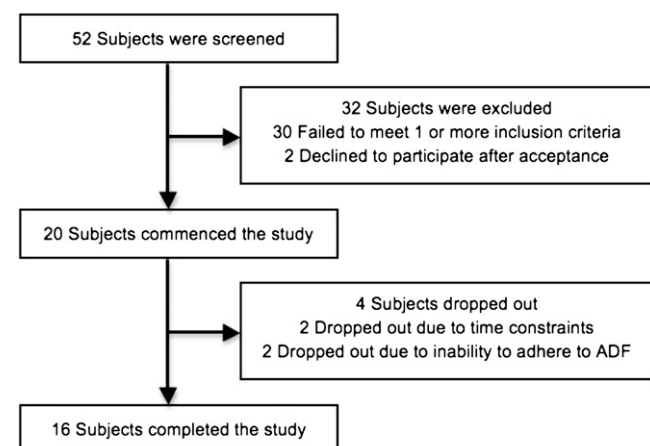 52 Subjects were screened
32 Subjects were excluded
30 Failed to meet 1 or more inclusion criteria
2 Declined to participate after acceptance
20 Subjects commenced the study
4 Subjects dropped out
2 Dropped out due to time constraints
2 Dropped out due to inability to adhere to ADF
16 Subjects completed the study